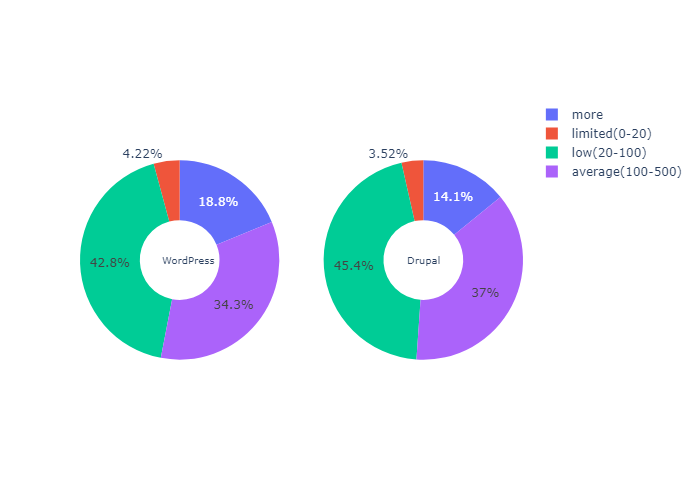 more
limited(0-20)
low(20-100)
average(100-500)
4.22%
18.8%
42.8%
WordPress
34.3%
3.52%
14.1%
45.4%
Drupal
37%